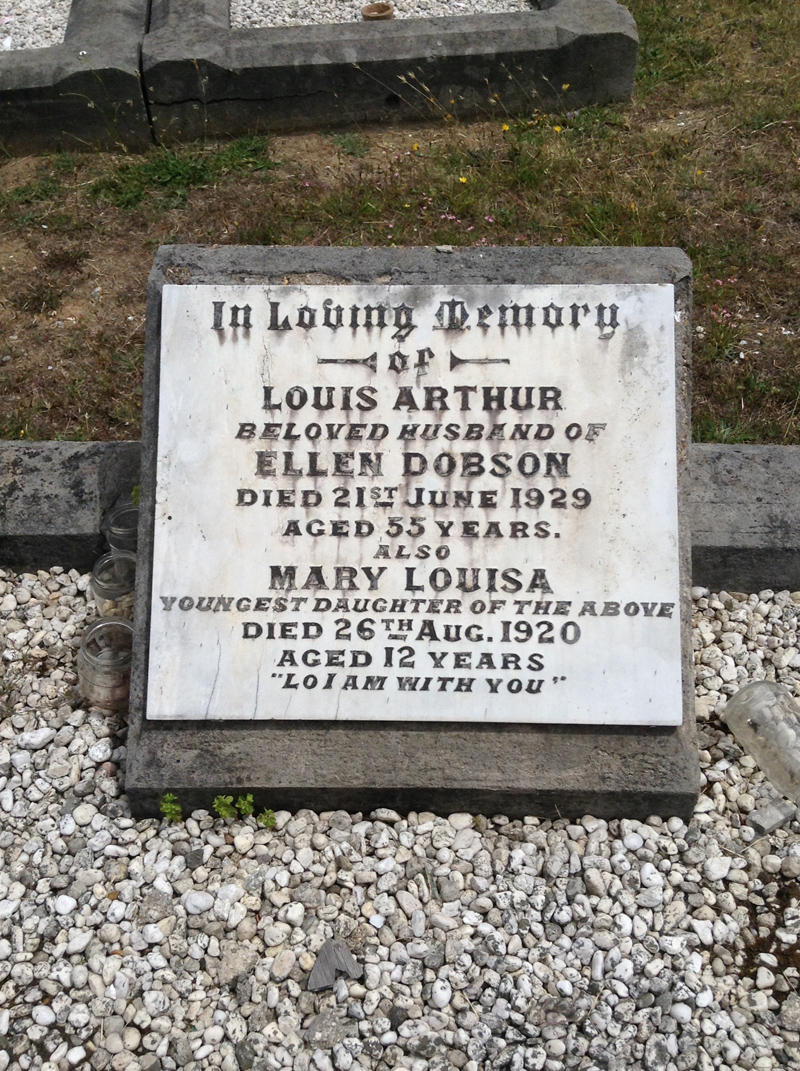 In Loving Memory
of
LOUIS ARTHUR
BELOVED HUSBAND OF
ELLEN DOBSON
DIED 21ST JUNE 1929
AGED 55 YEARS.
ALSO
MARY LOUISA
YOUNGEST DAUGHTER OF THE ABOVE
DIED 26TH AUG. 1920
AGED 12 YEARS
"LO I AM WITH YOU"